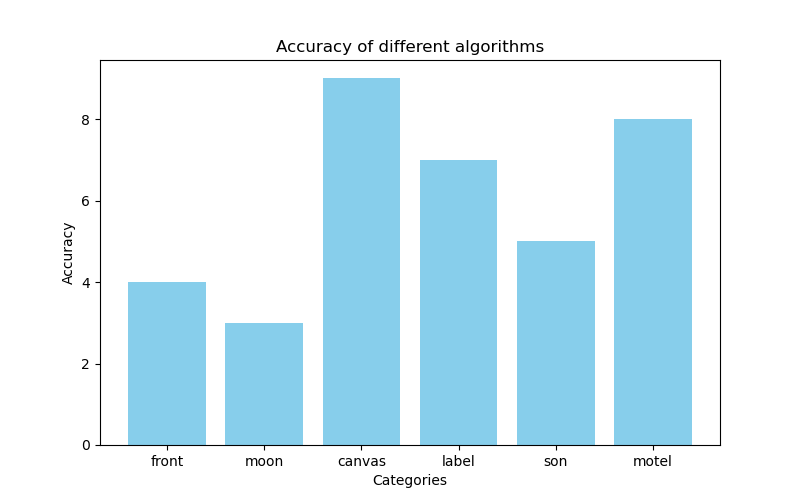 Accuracy of different algorithms
Accuracy
8
6
4
2
0
front moon canvas label son motel
Categories